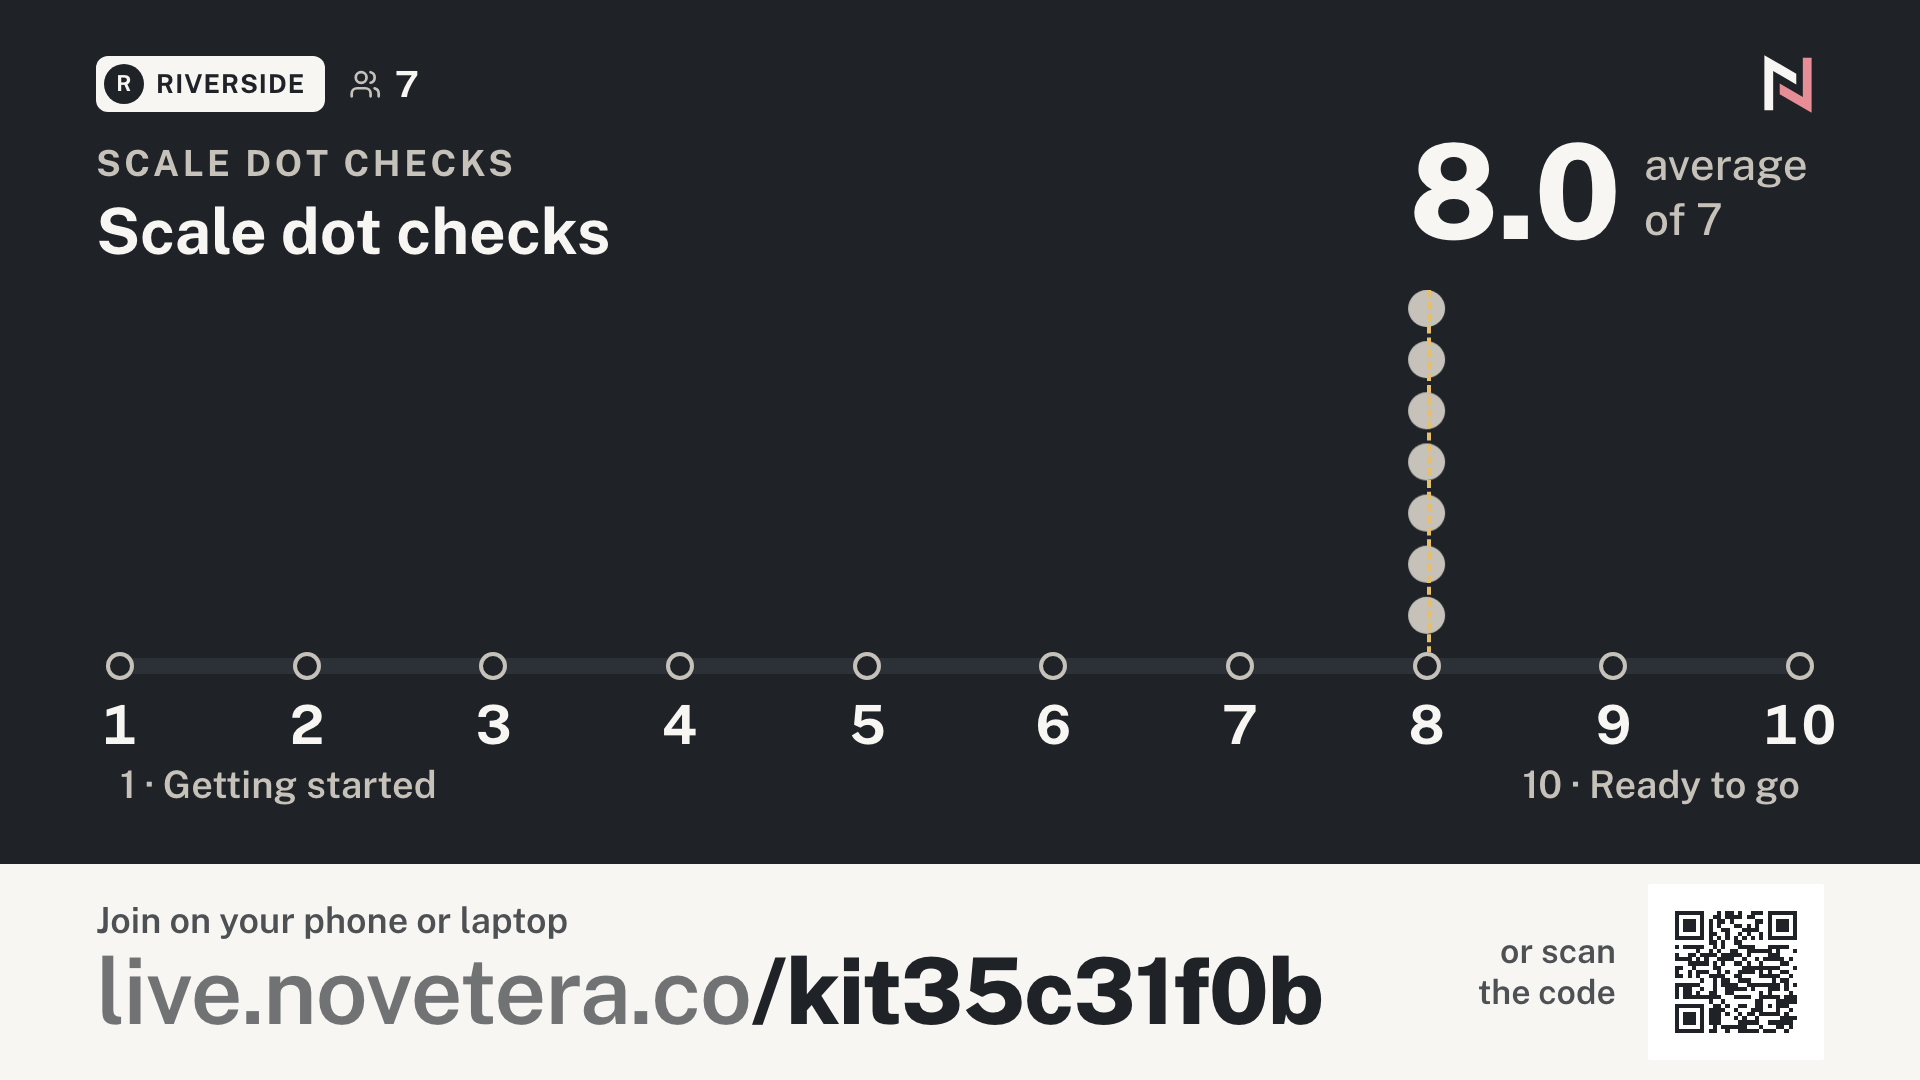 R RIVERSIDE 7
SCALE DOT CHECKS
Scale dot checks
8.0 average
of 7
1 2 3 4 5 6 7 8 9 10
1 · Getting started 10 · Ready to go
Join on your phone or laptop
live.novetera.co/kit35c31f0b
or scan
the code